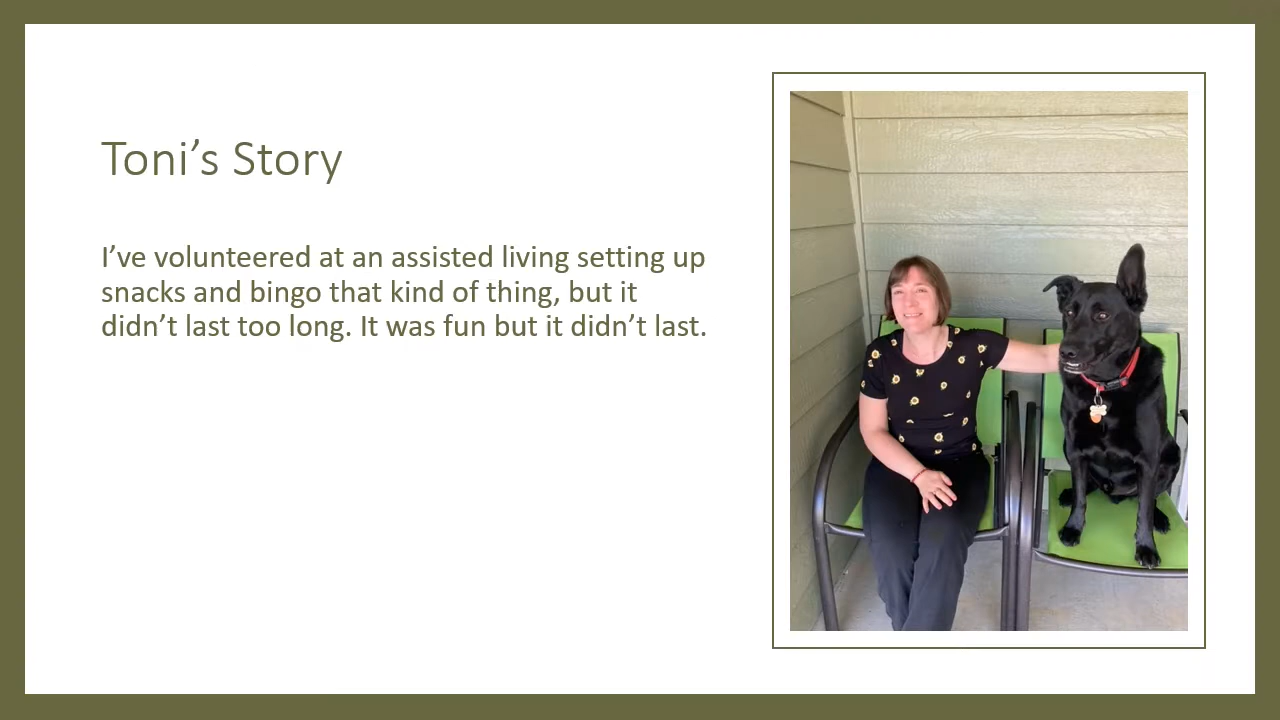 Toni’s Story
I’ve volunteered at an assisted living setting up
snacks and bingo that kind of thing, but it
didn’t last too long. It was fun but it didn’t last.